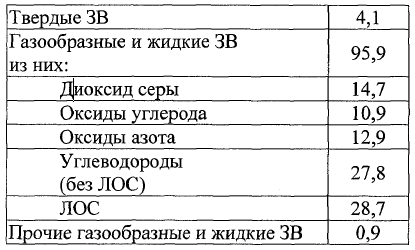 Твердые ЗВ 4,1
Газообразные и жидкие ЗВ 95,9
из них:
Диоксид серы 14,7
Оксиды углерода 10,9
Оксиды азота 12,9
Углеводороды 27,8
(без ЛОС)
ЛОС 28,7
Прочие газообразные и жидкие ЗВ 0,9